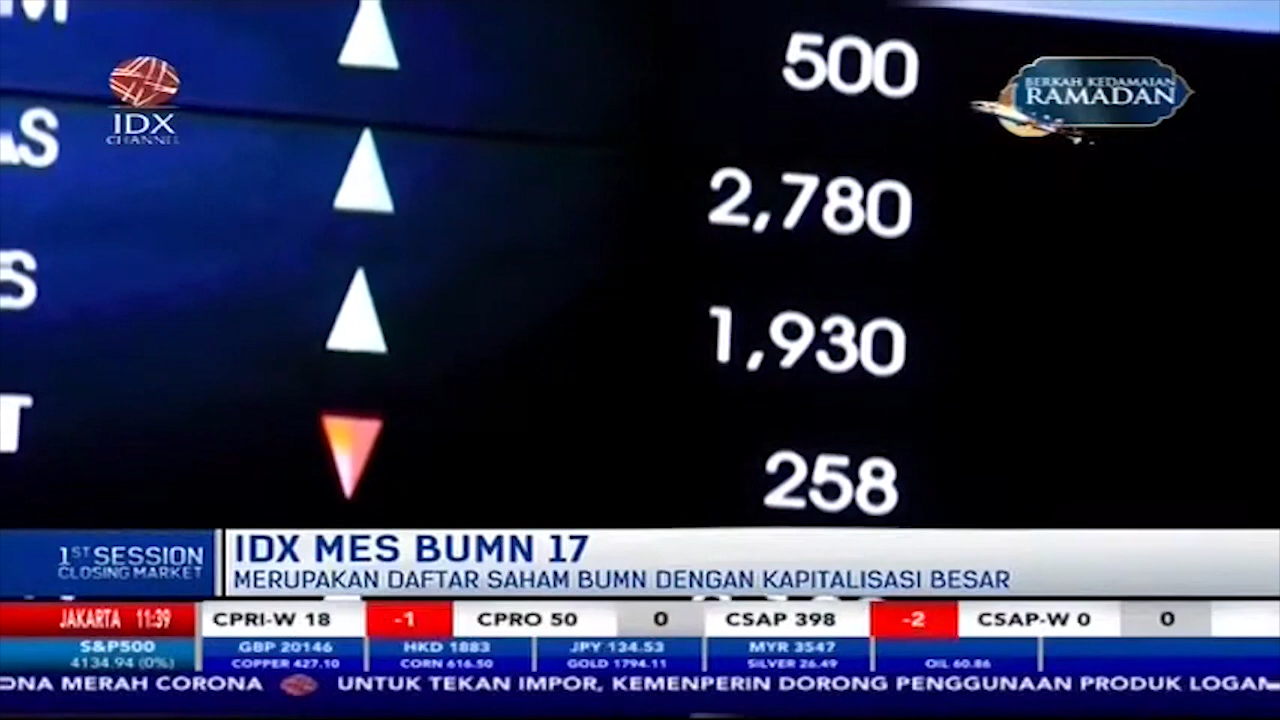 500
IDX
CHANNEL
BERKAH KEDAMAIAN
RAMADAN
2,780
1,930
258
1ST SESSION
CLOSING MARKET
IDX MES BUMN 17
MERUPAKAN DAFTAR SAHAM BUMN DENGAN KAPITALISASI BESAR
JAKARTA 11:39 CPRI-W 18 -1 CPRO 50 0 CSAP 398 -2 CSAP-W 0 0
S&P500 GBP 20146 HKD 1883 JPY 134.53 MYR 3547
4134.94 (0%) COPPER 427.10 CORN 616.50 GOLD 1794.11 SILVER 26.49 OIL 60.86
MERAH CORONA UNTUK TEKAN IMPOR, KEMENPERIN DORONG PENGGUNAAN PRODUK LOGAM